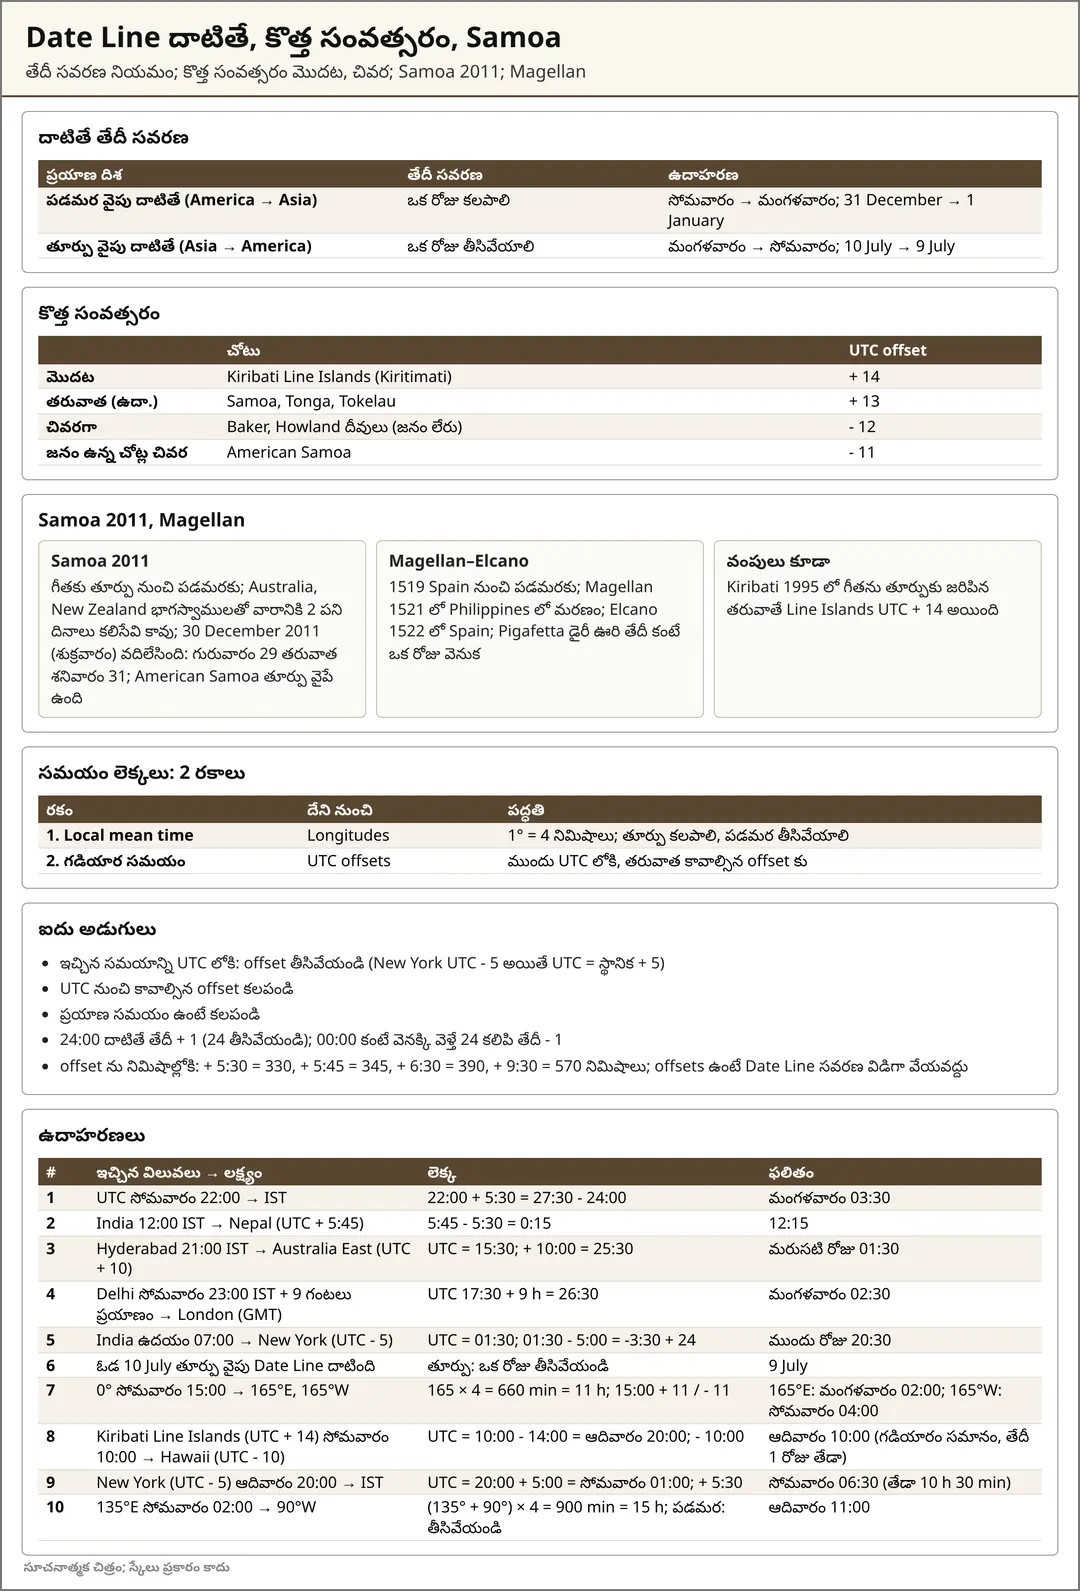 Date Line దాటితే, కొత్త సంవత్సరం, Samoa
తేదీ సవరణ నియమం; కొత్త సంవత్సరం మొదట, చివర; Samoa 2011; Magellan
దాటితే తేదీ సవరణ
ప్రయాణ దిశ తేదీ సవరణ ఉదాహరణ
పడమర వైపు దాటితే (America → Asia) ఒక రోజు కలపాలి సోమవారం → మంగళవారం; 31 December → 1
January
తూర్పు వైపు దాటితే (Asia → America) ఒక రోజు తీసివేయాలి మంగళవారం → సోమవారం; 10 July → 9 July
కొత్త సంవత్సరం
చోటు UTC offset
మొదట Kiribati Line Islands (Kiritimati) + 14
తరువాత (ఉదా.) Samoa, Tonga, Tokelau + 13
చివరగా Baker, Howland దీవులు (జనం లేరు) - 12
జనం ఉన్న చోట్ల చివర American Samoa - 11
Samoa 2011, Magellan
Samoa 2011
గీతకు తూర్పు నుంచి పడమరకు; Australia,
New Zealand భాగస్వాములతో వారానికి 2 పని
దినాలు కలిసేవి కావు; 30 December 2011
(శుక్రవారం) వదిలేసింది: గురువారం 29 తరువాత
శనివారం 31; American Samoa తూర్పు వైపే
ఉంది
Magellan–Elcano
1519 Spain నుంచి పడమరకు; Magellan
1521 లో Philippines లో మరణం; Elcano
1522 లో Spain; Pigafetta డైరీ ఊరి తేదీ కంటే
ఒక రోజు వెనుక
వంపులు కూడా
Kiribati 1995 లో గీతను తూర్పుకు జరిపిన
తరువాతే Line Islands UTC + 14 అయింది
సమయం లెక్కలు: 2 రకాలు
రకం దేని నుంచి పద్ధతి
1. Local mean time Longitudes 1° = 4 నిమిషాలు; తూర్పు కలపాలి, పడమర తీసివేయాలి
2. గడియార సమయం UTC offsets ముందు UTC లోకి, తరువాత కావాల్సిన offset కు
ఐదు అడుగులు
• ఇచ్చిన సమయాన్ని UTC లోకి: offset తీసివేయండి (New York UTC - 5 అయితే UTC = స్థానిక + 5)
• UTC నుంచి కావాల్సిన offset కలపండి
• ప్రయాణ సమయం ఉంటే కలపండి
• 24:00 దాటితే తేదీ + 1 (24 తీసివేయండి); 00:00 కంటే వెనక్కి వెళ్తే 24 కలిపి తేదీ - 1
• offset ను నిమిషాల్లోకి: + 5:30 = 330, + 5:45 = 345, + 6:30 = 390, + 9:30 = 570 నిమిషాలు; offsets ఉంటే Date Line సవరణ విడిగా చేయవద్దు
ఉదాహరణలు
# ఇచ్చిన విలువలు → లక్ష్యం లెక్క ఫలితం
1 UTC సోమవారం 22:00 → IST 22:00 + 5:30 = 27:30 - 24:00 మంగళవారం 03:30
2 India 12:00 IST → Nepal (UTC + 5:45) 5:45 - 5:30 = 0:15 12:15
3 Hyderabad 21:00 IST → Australia East (UTC UTC = 15:30; + 10:00 = 25:30 మరుసటి రోజు 01:30
+ 10)
4 Delhi సోమవారం 23:00 IST + 9 గంటలు UTC 17:30 + 9 h = 26:30 మంగళవారం 02:30
ప్రయాణం → London (GMT)
5 India ఉదయం 07:00 → New York (UTC - 5) UTC = 01:30; 01:30 - 5:00 = -3:30 + 24 ముందు రోజు 20:30
6 ఓడ 10 July తూర్పు వైపు Date Line దాటింది తూర్పు: ఒక రోజు తీసివేయండి 9 July
7 0° సోమవారం 15:00 → 165°E, 165°W 165 × 4 = 660 min = 11 h; 15:00 + 11 / - 11 165°E: మంగళవారం 02:00; 165°W:
సోమవారం 04:00
8 Kiribati Line Islands (UTC + 14) సోమవారం UTC = 10:00 - 14:00 = ఆదివారం 20:00; - 10:00 ఆదివారం 10:00 (గడియారం సమానం, తేదీ
10:00 → Hawaii (UTC - 10) 1 రోజు తేడా)
9 New York (UTC - 5) ఆదివారం 20:00 → IST UTC = 20:00 + 5:00 = సోమవారం 01:00; + 5:30 సోమవారం 06:30 (తేడా 10 h 30 min)
10 135°E సోమవారం 02:00 → 90°W (135° + 90°) × 4 = 900 min = 15 h; పడమర: ఆదివారం 11:00
తీసివేయండి
సూచనాత్మక చిత్రం; స్కేలు ప్రకారం కాదు